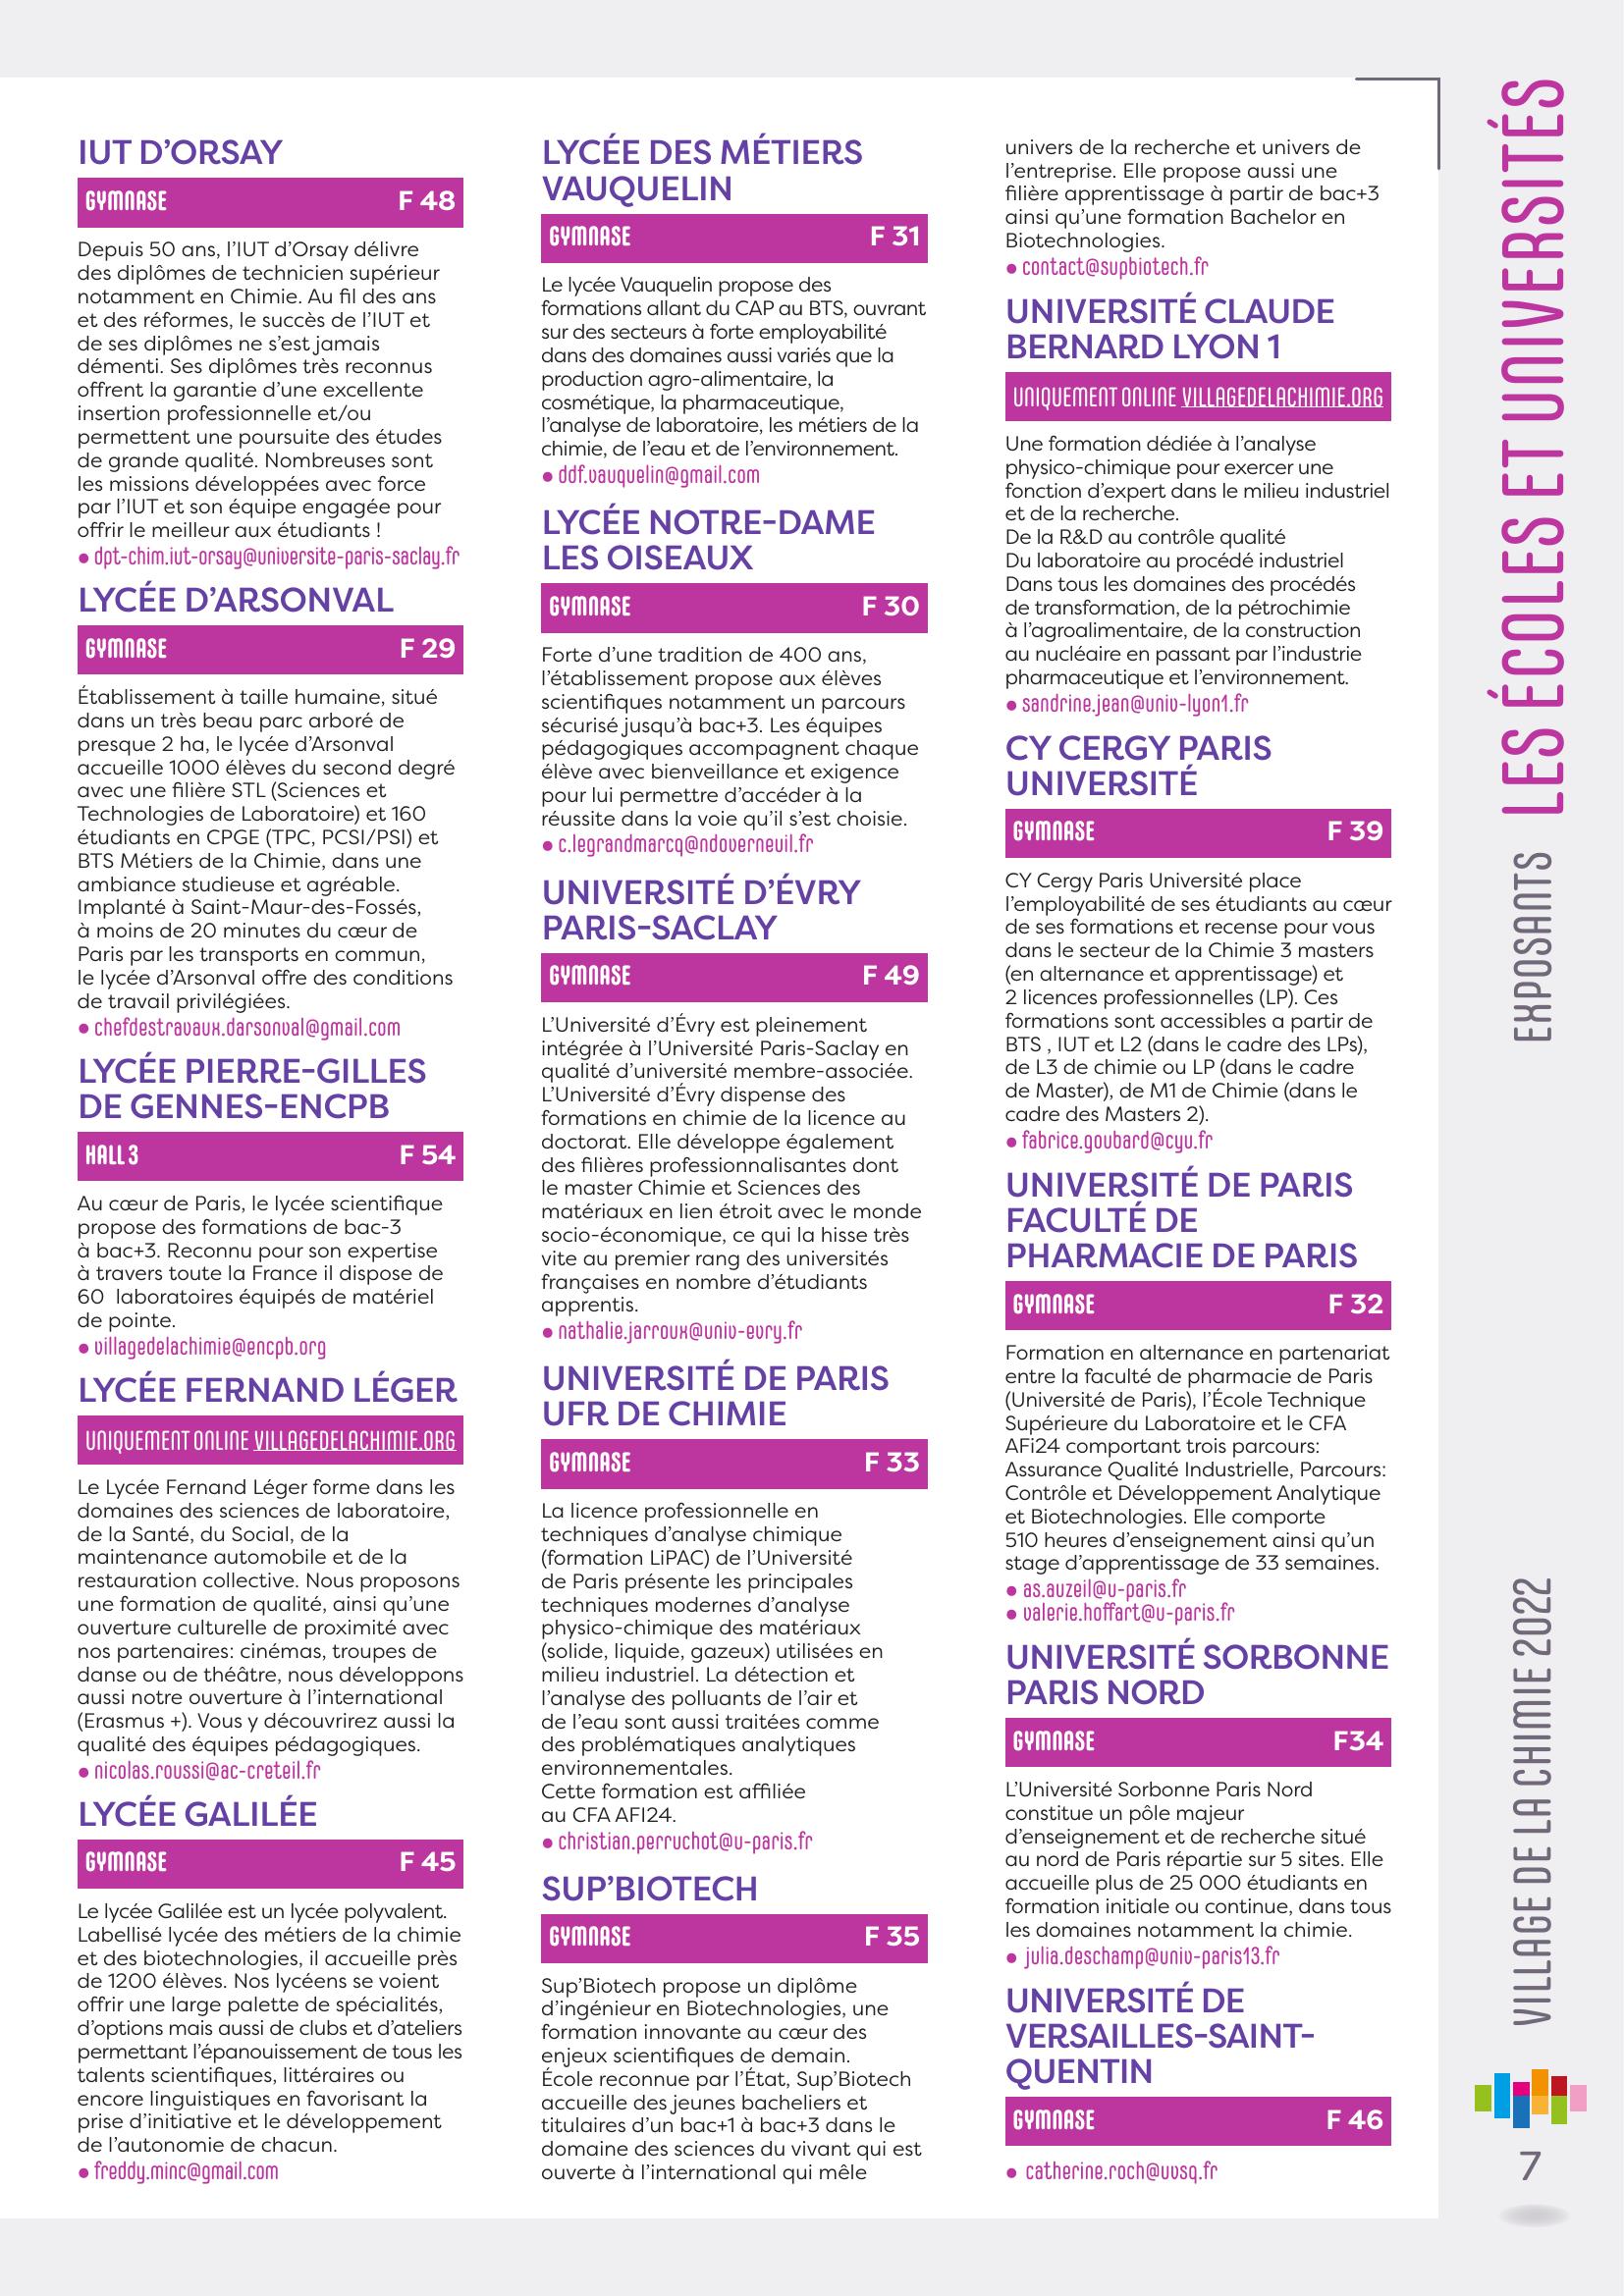 IUT D’ORSAY
GYMNASE F 48
Depuis 50 ans, l’IUT d’Orsay délivre
des diplômes de technicien supérieur
notamment en Chimie. Au fil des ans
et des réformes, le succès de l’IUT et
de ses diplômes ne s’est jamais
démenti. Ses diplômes très reconnus
offrent la garantie d’une excellente
insertion professionnelle et/ou
permettent une poursuite des études
de grande qualité. Nombreuses sont
les missions développées avec force
par l’IUT et son équipe engagée pour
offrir le meilleur aux étudiants !
● dpt-chim.iut-orsay@universite-paris-saclay.fr
LYCÉE D’ARSONVAL
GYMNASE F 29
Établissement à taille humaine, situé
dans un très beau parc arboré de
presque 2 ha, le lycée d’Arsonval
accueille 1000 élèves du second degré
avec une filière STL (Sciences et
Technologies de Laboratoire) et 160
étudiants en CPGE (TPC, PCSI/PSI) et
BTS Métiers de la Chimie, dans une
ambiance studieuse et agréable.
Implanté à Saint-Maur-des-Fossés,
à moins de 20 minutes du cœur de
Paris par les transports en commun,
le lycée d’Arsonval offre des conditions
de travail privilégiées.
● chefdestravaux.darsonval@gmail.com
LYCÉE PIERRE-GILLES
DE GENNES-ENCPB
HALL 3 F 54
Au cœur de Paris, le lycée scientifique
propose des formations de bac-3
à bac+3. Reconnu pour son expertise
à travers toute la France il dispose de
60 laboratoires équipés de matériel
de pointe.
● villagedelachimie@encpb.org
LYCÉE FERNAND LÉGER
UNIQUEMENT ONLINE VILLAGEDELACHIMIE.ORG
Le Lycée Fernand Léger forme dans les
domaines des sciences de laboratoire,
de la Santé, du Social, de la
maintenance automobile et de la
restauration collective. Nous proposons
une formation de qualité, ainsi qu’une
ouverture culturelle de proximité avec
nos partenaires: cinémas, troupes de
danse ou de théâtre, nous développons
aussi notre ouverture à l’international
(Erasmus +). Vous y découvrirez aussi la
qualité des équipes pédagogiques.
● nicolas.roussi@ac-creteil.fr
LYCÉE GALILÉE
GYMNASE F 45
Le lycée Galilée est un lycée polyvalent.
Labellisé lycée des métiers de la chimie
et des biotechnologies, il accueille près
de 1200 élèves. Nos lycéens se voient
offrir une large palette de spécialités,
d’options mais aussi de clubs et d’ateliers
permettant l’épanouissement de tous les
talents scientifiques, littéraires ou
encore linguistiques en favorisant la
prise d’initiative et le développement
de l’autonomie de chacun.
● freddy.minc@gmail.com
LYCÉE DES MÉTIERS
VAUQUELIN
GYMNASE F 31
Le lycée Vauquelin propose des
formations allant du CAP au BTS, ouvrant
sur des secteurs à forte employabilité
dans des domaines aussi variés que la
production agro-alimentaire, la
cosmétique, la pharmaceutique,
l’analyse de laboratoire, les métiers de la
chimie, de l’eau et de l’environnement.
● ddf.vauquelin@gmail.com
LYCÉE NOTRE-DAME
LES OISEAUX
GYMNASE F 30
Forte d’une tradition de 400 ans,
l’établissement propose aux élèves
scientifiques notamment un parcours
sécurisé jusqu’à bac+3. Les équipes
pédagogiques accompagnent chaque
élève avec bienveillance et exigence
pour lui permettre d’accéder à la
réussite dans la voie qu’il s’est choisie.
● c.legrandmarcq@ndoverneuil.fr
UNIVERSITÉ D’ÉVRY
PARIS-SACLAY
GYMNASE F 49
L’Université d’Évry est pleinement
intégrée à l’Université Paris-Saclay en
qualité d’université membre-associée.
L’Université d’Évry dispense des
formations en chimie de la licence au
doctorat. Elle développe également
des filières professionnalisantes dont
le master Chimie et Sciences des
matériaux en lien étroit avec le monde
socio-économique, ce qui la hisse très
vite au premier rang des universités
françaises en nombre d’étudiants
apprentis.
● nathalie.jarroux@univ-evry.fr
UNIVERSITÉ DE PARIS
UFR DE CHIMIE
GYMNASE F 33
La licence professionnelle en
techniques d’analyse chimique
(formation LiPAC) de l’Université
de Paris présente les principales
techniques modernes d’analyse
physico-chimique des matériaux
(solide, liquide, gazeux) utilisées en
milieu industriel. La détection et
l’analyse des polluants de l’air et
de l’eau sont aussi traitées comme
des problématiques analytiques
environnementales.
Cette formation est affiliée
au CFA AFI24.
● christian.perruchot@u-paris.fr
SUP’BIOTECH
GYMNASE F 35
Sup’Biotech propose un diplôme
d’ingénieur en Biotechnologies, une
formation innovante au cœur des
enjeux scientifiques de demain.
École reconnue par l’État, Sup’Biotech
accueille des jeunes bacheliers et
titulaires d’un bac+1 à bac+3 dans le
domaine des sciences du vivant qui est
ouverte à l’international qui mêle
univers de la recherche et univers de
l’entreprise. Elle propose aussi une
filière apprentissage à partir de bac+3
ainsi qu’une formation Bachelor en
Biotechnologies.
● contact@supbiotech.fr
UNIVERSITÉ CLAUDE
BERNARD LYON 1
UNIQUEMENT ONLINE VILLAGEDELACHIMIE.ORG
Une formation dédiée à l’analyse
physico-chimique pour exercer une
fonction d’expert dans le milieu industriel
et de la recherche.
De la R&D au contrôle qualité
Du laboratoire au procédé industriel
Dans tous les domaines des procédés
de transformation, de la pétrochimie
à l’agroalimentaire, de la construction
au nucléaire en passant par l’industrie
pharmaceutique et l’environnement.
● sandrine.jean@univ-lyon1.fr
CY CERGY PARIS
UNIVERSITÉ
GYMNASE F 39
CY Cergy Paris Université place
l’employabilité de ses étudiants au cœur
de ses formations et recense pour vous
dans le secteur de la Chimie 3 masters
(en alternance et apprentissage) et
2 licences professionnelles (LP). Ces
formations sont accessibles a partir de
BTS , IUT et L2 (dans le cadre des LPs),
de L3 de chimie ou LP (dans le cadre
de Master), de M1 de Chimie (dans le
cadre des Masters 2).
● fabrice.goubard@cyu.fr
UNIVERSITÉ DE PARIS
FACULTÉ DE
PHARMACIE DE PARIS
GYMNASE F 32
Formation en alternance en partenariat
entre la faculté de pharmacie de Paris
(Université de Paris), l’École Technique
Supérieure du Laboratoire et le CFA
AFi24 comportant trois parcours:
Assurance Qualité Industrielle, Parcours:
Contrôle et Développement Analytique
et Biotechnologies. Elle comporte
510 heures d’enseignement ainsi qu’un
stage d’apprentissage de 33 semaines.
● as.auzeil@u-paris.fr
● valerie.hoffart@u-paris.fr
UNIVERSITÉ SORBONNE
PARIS NORD
GYMNASE F34
L’Université Sorbonne Paris Nord
constitue un pôle majeur
d’enseignement et de recherche situé
au nord de Paris répartie sur 5 sites. Elle
accueille plus de 25 000 étudiants en
formation initiale ou continue, dans tous
les domaines notamment la chimie.
● julia.deschamp@univ-paris13.fr
UNIVERSITÉ DE
VERSAILLES-SAINT-
QUENTIN
GYMNASE F 46
● catherine.roch@uvsq.fr
EXPOSANTS LES ÉCOLES ET UNIVERSITÉS
VILLAGE DE LA CHIMIE 2022
7